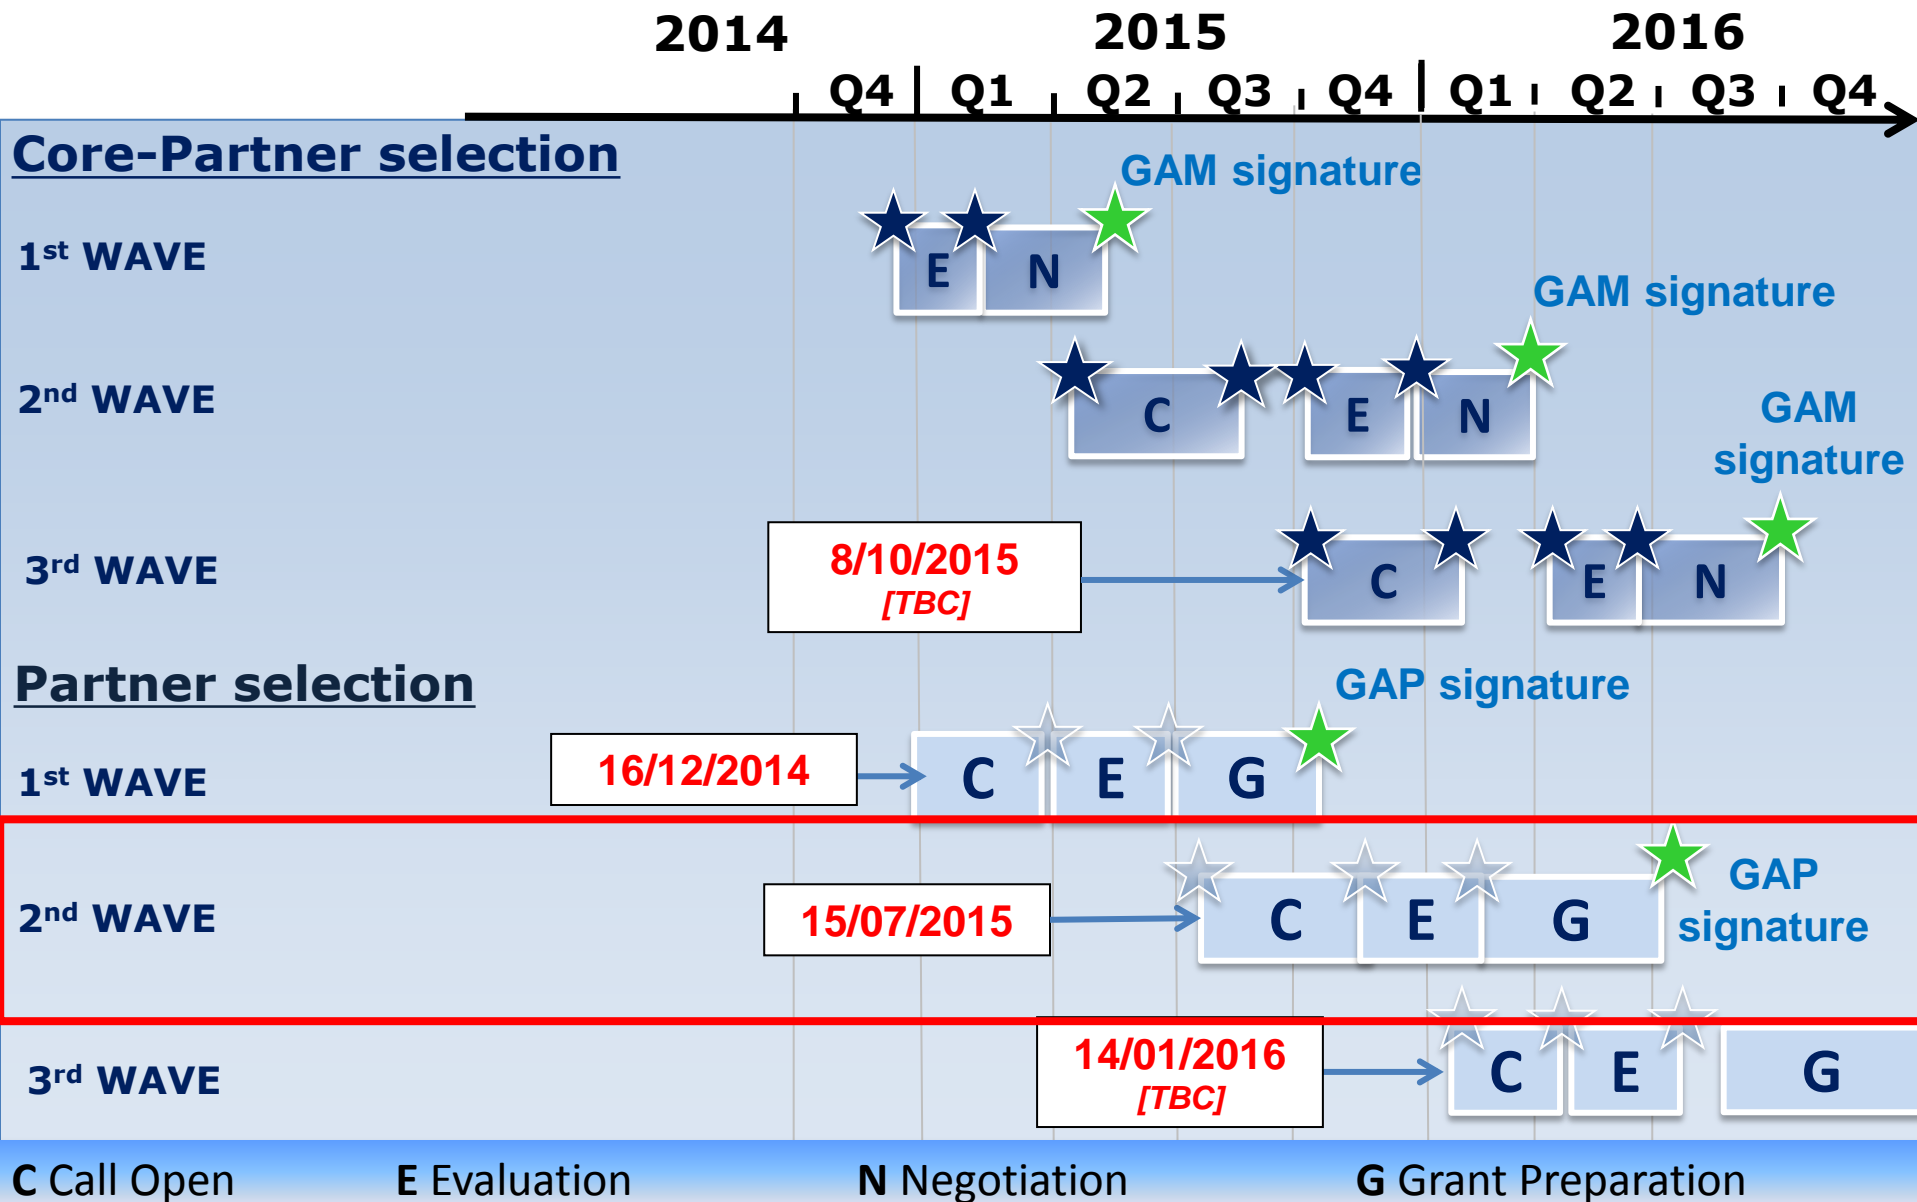 2014 2015 2016
Q4 Q1 Q2 Q3 Q4 Q1 Q2 Q3 Q4
Core-Partner selection
GAM signature
1st WAVE
E N
GAM signature
2nd WAVE
C E N
GAM
signature
3rd WAVE
8/10/2015
[TBC]
C E N
Partner selection
GAP signature
1st WAVE
16/12/2014
C E G
2nd WAVE
15/07/2015
C E G
GAP
signature
3rd WAVE
14/01/2016
[TBC]
C E G
C Call Open E Evaluation N Negotiation G Grant Preparation